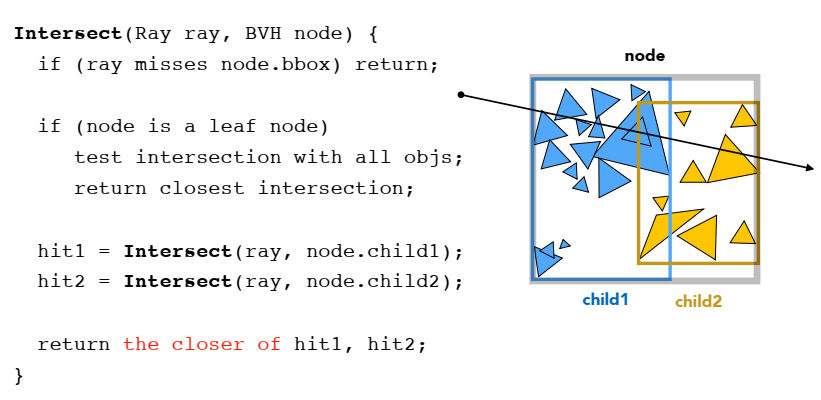 Intersect(Ray ray, BVH node) {
if (ray misses node.bbox) return;
if (node is a leaf node)
test intersection with all objs;
return closest intersection;
hit1 = Intersect(ray, node.child1);
hit2 = Intersect(ray, node.child2);
return the closer of hit1, hit2;
}
node
child1
child2